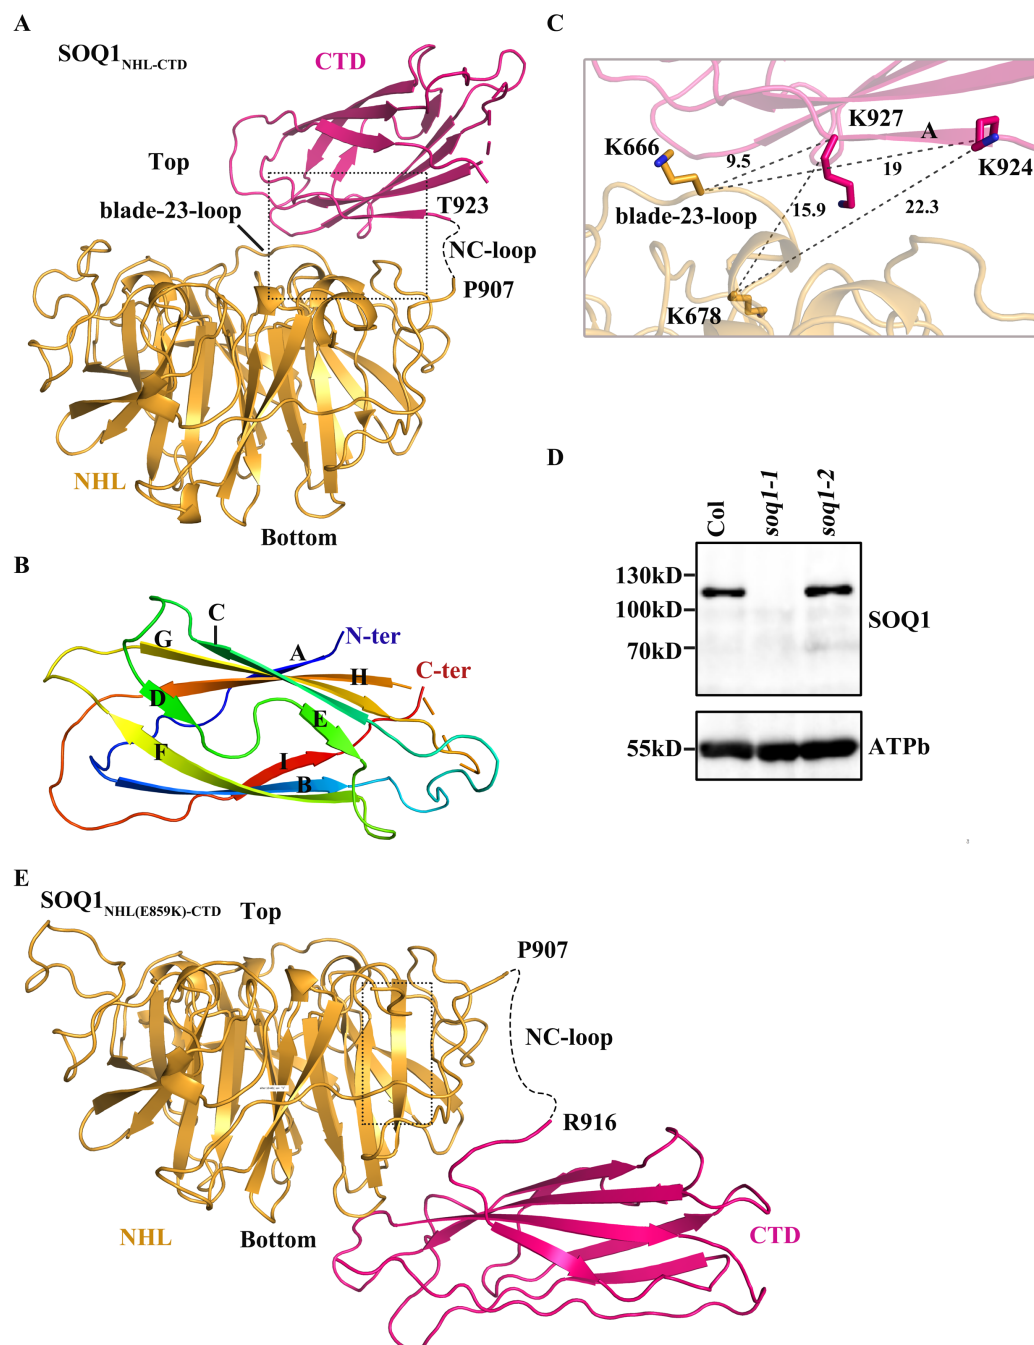 A
SOQ1NHL-CTD
CTD
Top
blade-23-loop
T923
NC-loop
P907
NHL
Bottom
C
K927
A
K666
9.5
19
K924
blade-23-loop
15.9
22.3
K678
B
C
G
A
N-ter
H
C-ter
D
E
F
I
B
D
Col
soq1-1
soq1-2
130kD
100kD
SOQ1
70kD
55kD
ATPb
E
SOQ1NHL(E859K)-CTD
Top
P907
NC-loop
R916
NHL
Bottom
CTD